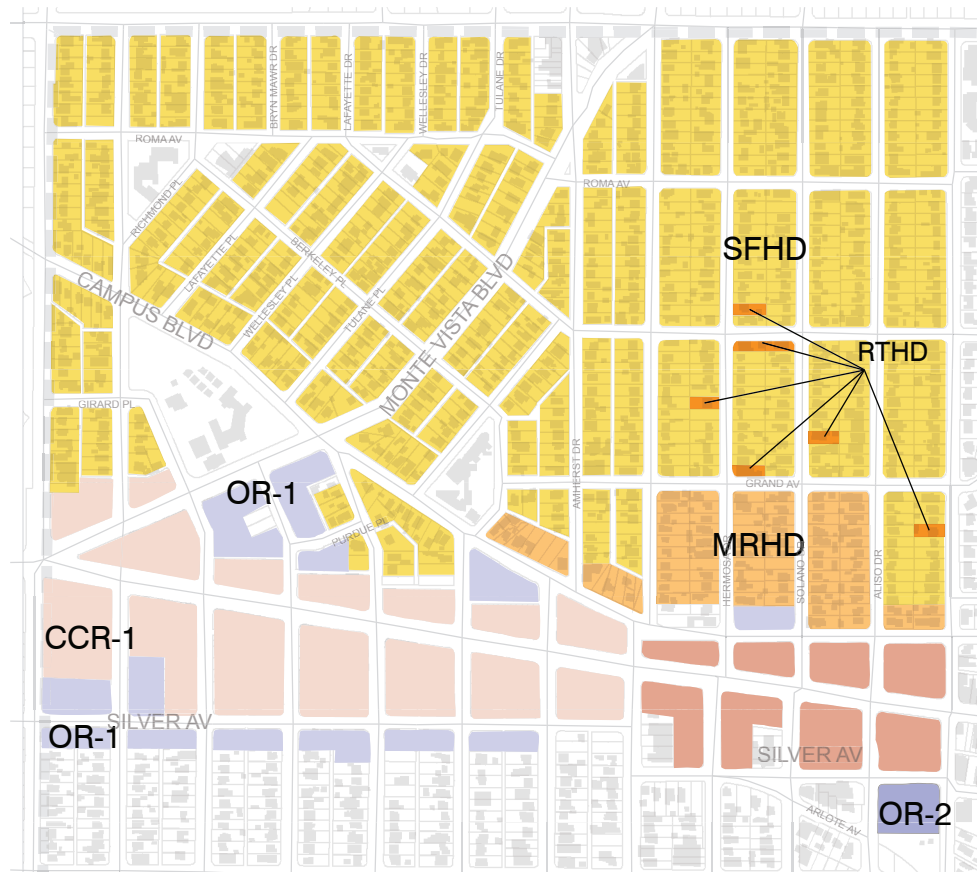 BRYN MAWR DR
LAFAYETTE DR
WELLESLEY DR
TULANE DR
ROMA AV
ROMA AV
RICHMOND PL
LAFAYETTE PL
BERKELEY PL
WELLESLEY PL
TULANE PL
SFHD
CAMPUS BLVD
MONTE VISTA BLVD
RTHD
GIRARD PL
AMHERST DR
GRAND AV
OR-1
PURDUE PL
MRHD
HERMOSA DR
SOLANO DR
ALISO DR
CCR-1
SILVER AV
OR-1
SILVER AV
ARLOTE AV
OR-2